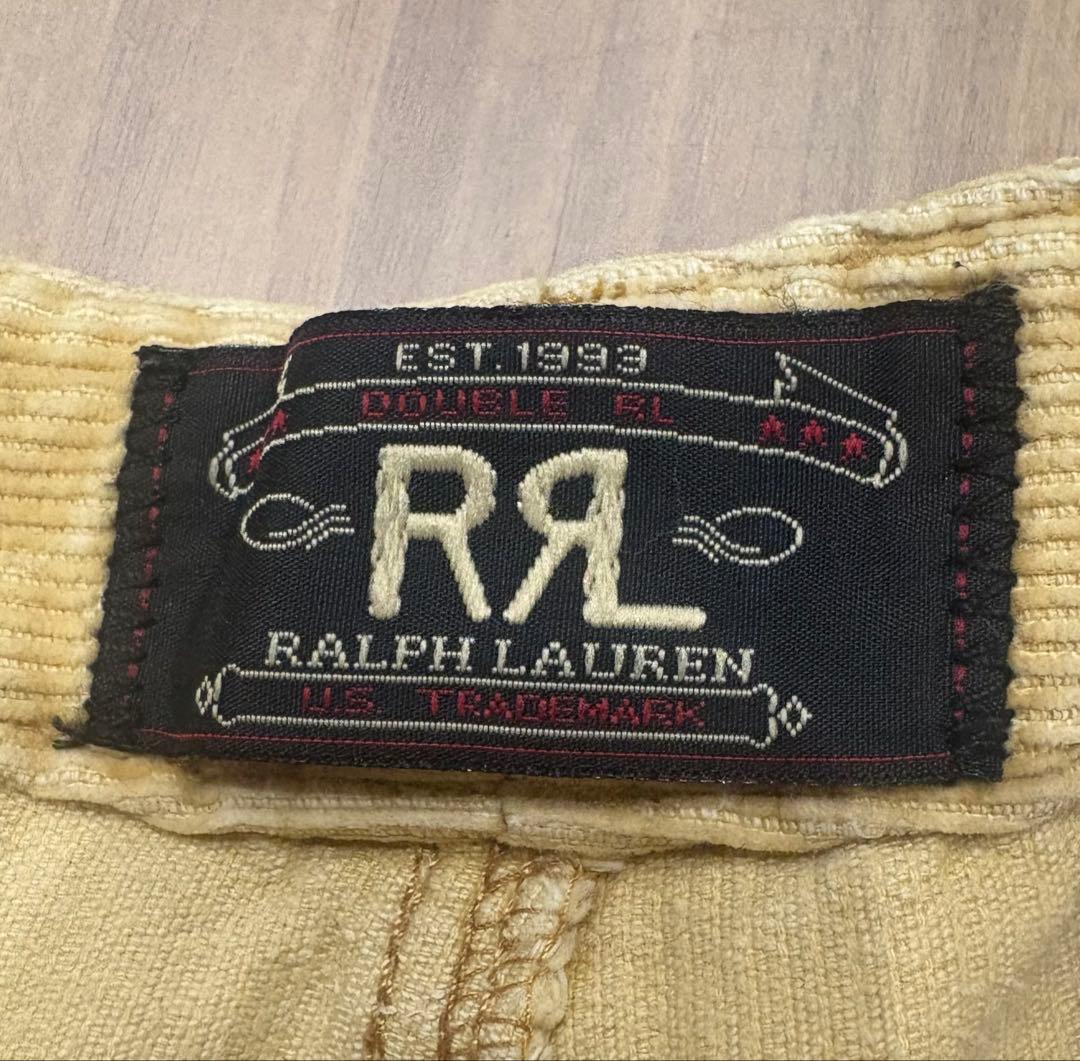 EST.1993
DOUBLE RL
RRL
RALPH LAUREN
U.S. TRADEMARK